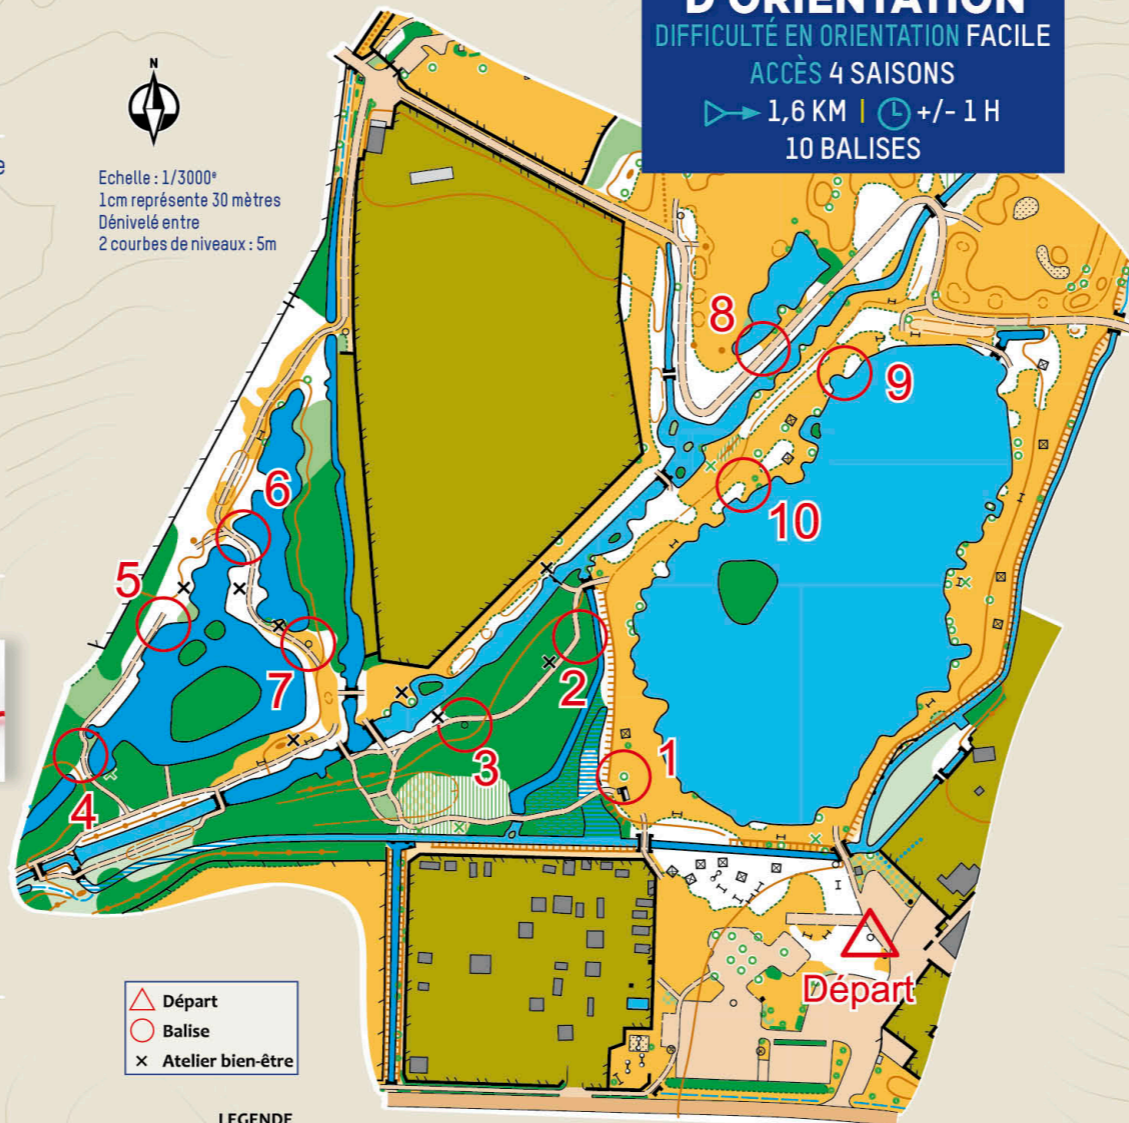 D'ORIENTATION
DIFFICULTÉ EN ORIENTATION FACILE
ACCÈS 4 SAISONS
1,6 KM | +/- 1 H
10 BALISES
N
e
Echelle : 1/3000e
1cm représente 30 mètres
Dénivelé entre
2 courbes de niveaux : 5m
8
9
6
10
5
7
2
3
1
4
Départ
Départ
Balise
Atelier bien-être
LEGENDE